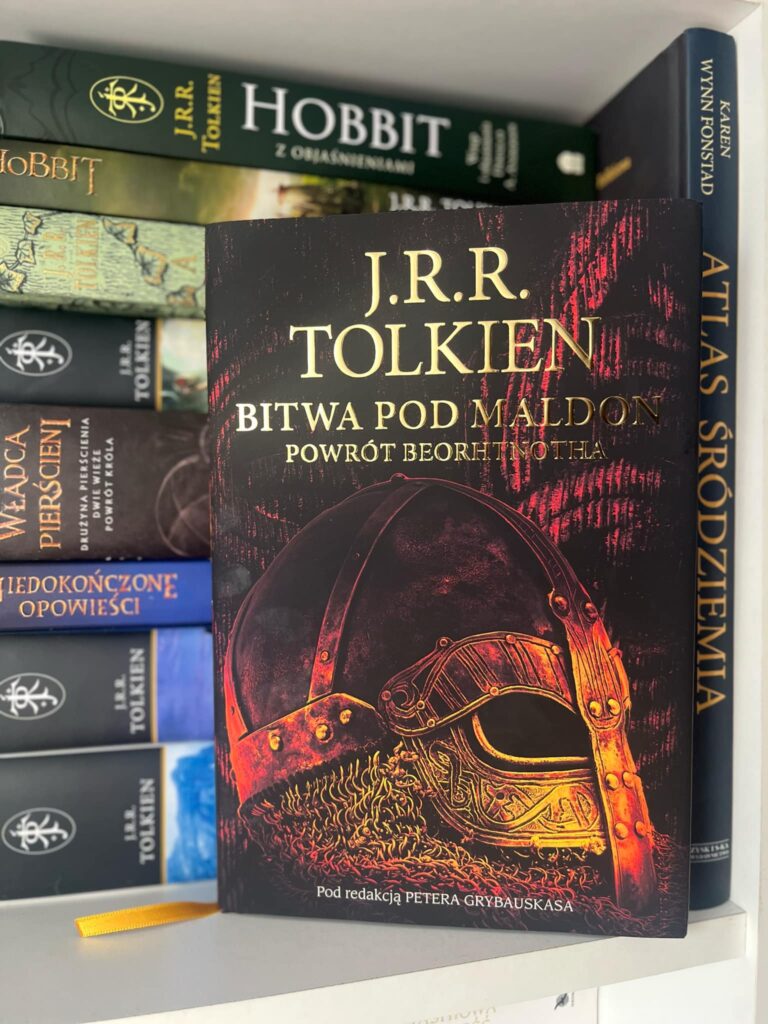 J.R.R.
TOLKIEN
HOBBIT
Z OBJAŚNIENIAMI
HOBBIT
J.R.R. TOLK
J.R.R.
TOLKIEN
J.R.R.
TOLKIEN
WŁADCA
PIERŚCIENI
DRUŻYNA PIERŚCIENIA
DWIE WIEŻE
POWRÓT KRÓLA
NIEDOKOŃCZONE
OPOWIEŚCI
J.R.R.
TOLKIEN
J.R.R.
TOLKIEN
J.R.R.
TOLKIEN
BITWA POD MALDON
POWRÓT BEORHTNOTHA
Pod redakcją PETERA GRYBAUSKASA
KAREN
WYNN FONSTAD
ATLAS ŚRÓDZIEMIA